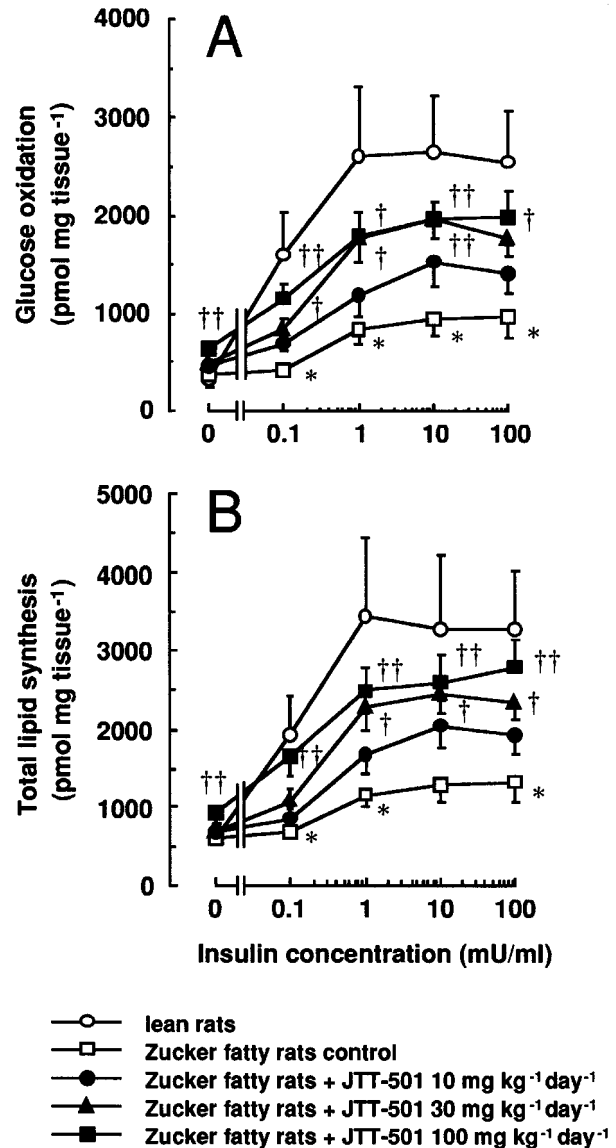 A
4000
3000
2000
1000
0
Glucose oxidation
(pmol mg tissue⁻¹)
†† †† † † † †† †† †
* * * *
0 0.1 1 10 100
B
5000
4000
3000
2000
1000
0
Total lipid synthesis
(pmol mg tissue⁻¹)
†† †† †† † †† † †† †
* * *
0 0.1 1 10 100
Insulin concentration (mU/ml)
lean rats
Zucker fatty rats control
Zucker fatty rats + JTT-501 10 mg kg⁻¹ day⁻¹
Zucker fatty rats + JTT-501 30 mg kg⁻¹ day⁻¹
Zucker fatty rats + JTT-501 100 mg kg⁻¹ day⁻¹